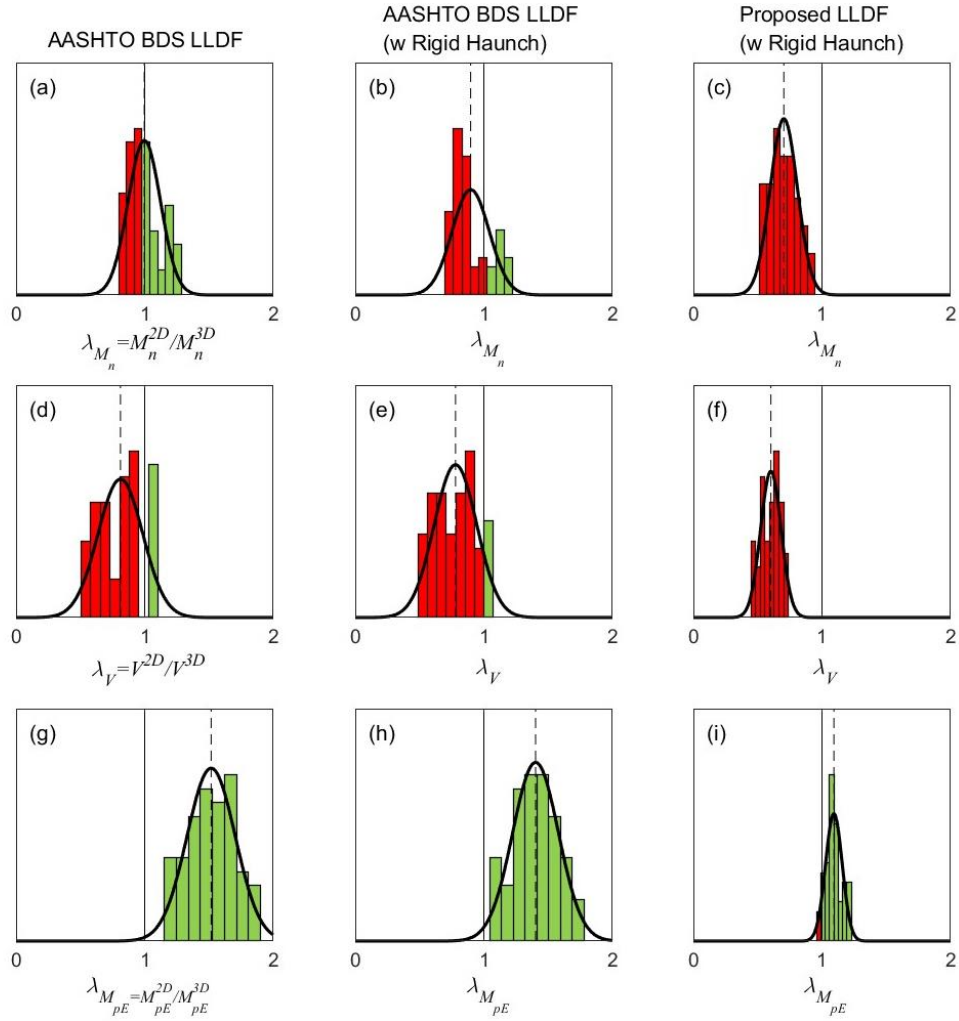 AASHTO BDS LLDF
AASHTO BDS LLDF
(w Rigid Haunch)
Proposed LLDF
(w Rigid Haunch)
(a)
(b)
(c)
0 1 2
0 1 2
0 1 2
λ_{M_n}=M_n^{2D}/M_n^{3D}
λ_{M_n}
λ_{M_n}
(d)
(e)
(f)
0 1 2
0 1 2
0 1 2
λ_V=V^{2D}/V^{3D}
λ_V
λ_V
(g)
(h)
(i)
0 1 2
0 1 2
0 1 2
λ_{M_{pE}}=M_{pE}^{2D}/M_{pE}^{3D}
λ_{M_{pE}}
λ_{M_{pE}}